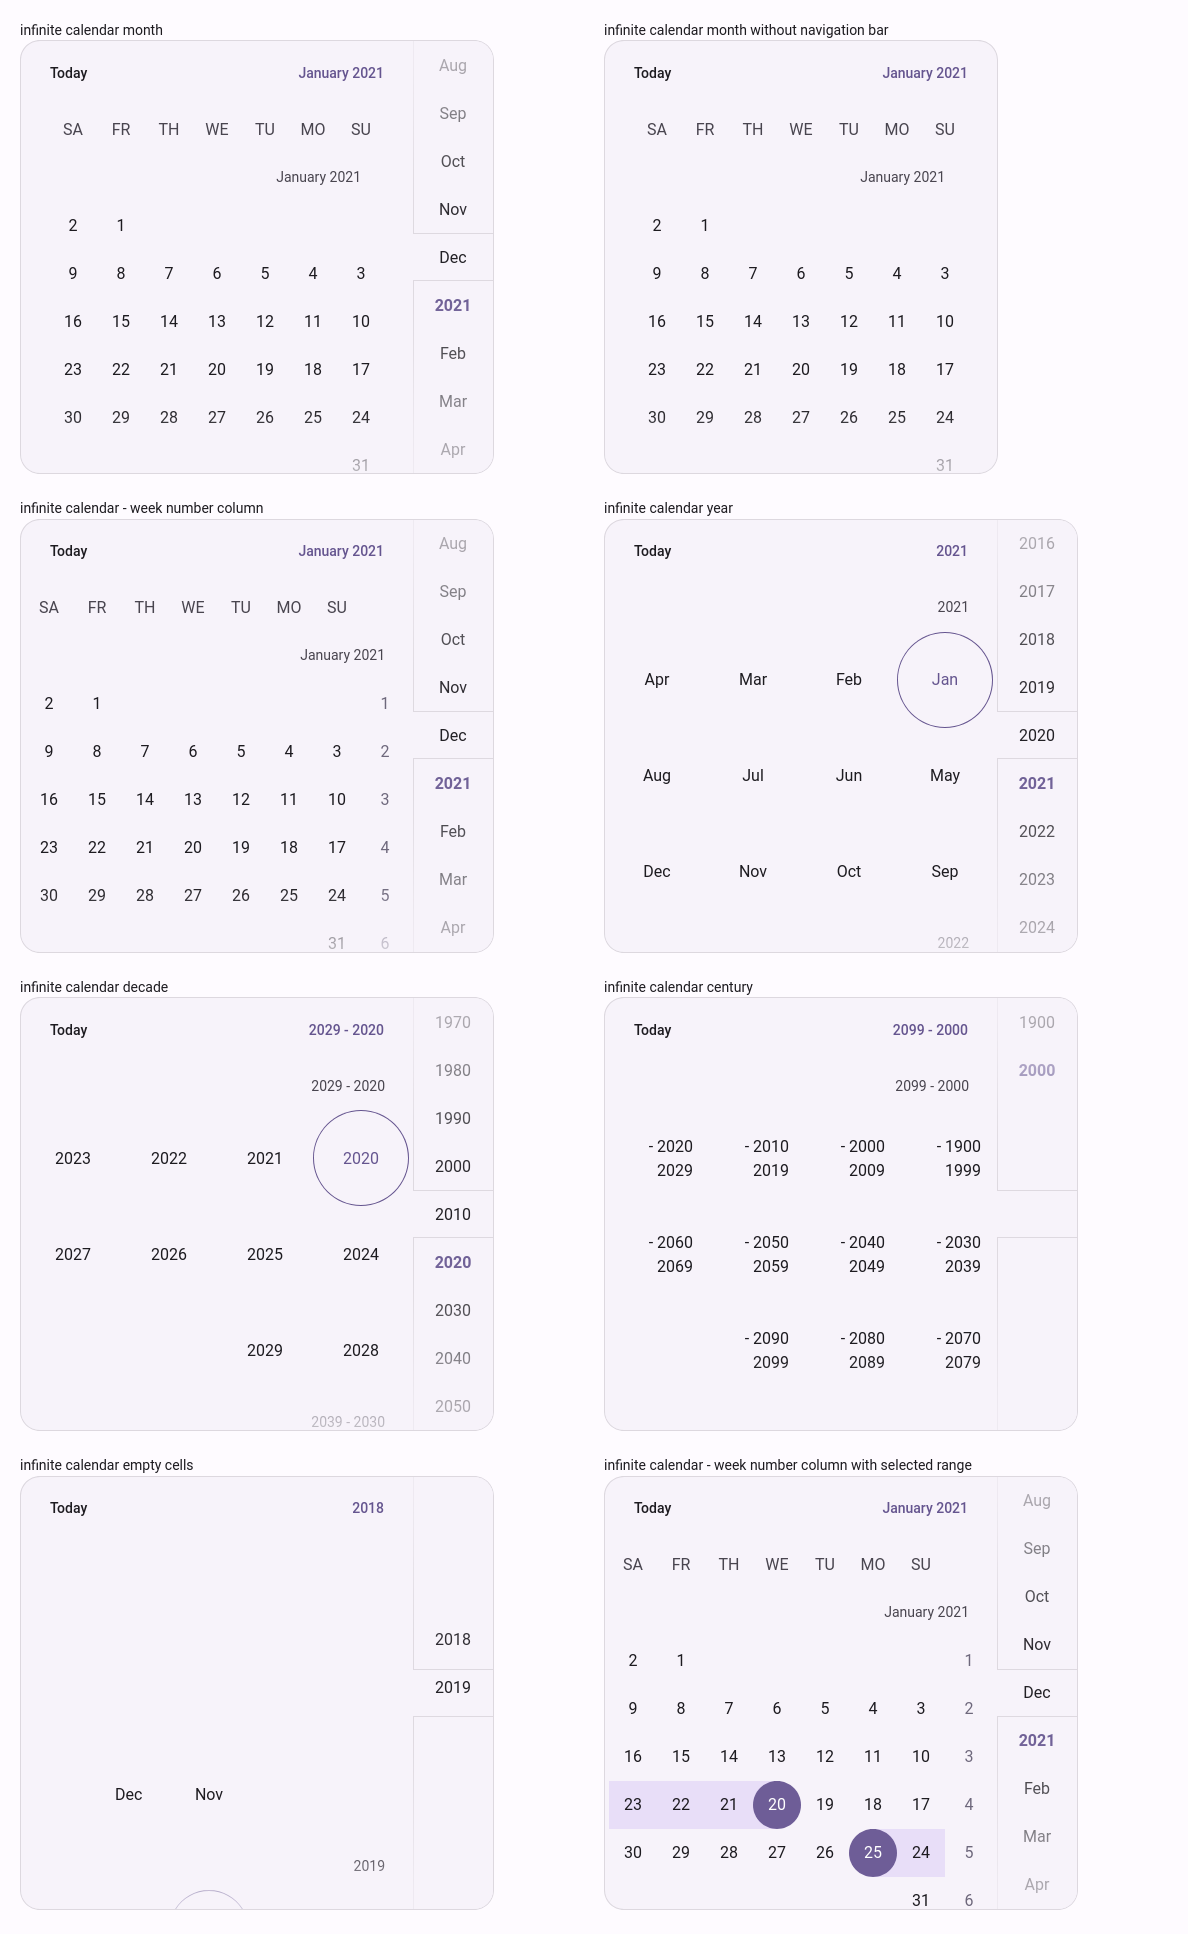 infinite calendar month
Today January 2021
SA FR TH WE TU MO SU
January 2021
2 1
9 8 7 6 5 4 3
16 15 14 13 12 11 10
23 22 21 20 19 18 17
30 29 28 27 26 25 24
31
Aug
Sep
Oct
Nov
Dec
2021
Feb
Mar
Apr
infinite calendar month without navigation bar
Today January 2021
SA FR TH WE TU MO SU
January 2021
2 1
9 8 7 6 5 4 3
16 15 14 13 12 11 10
23 22 21 20 19 18 17
30 29 28 27 26 25 24
31
infinite calendar - week number column
Today January 2021
SA FR TH WE TU MO SU
January 2021
2 1 1
9 8 7 6 5 4 3 2
16 15 14 13 12 11 10 3
23 22 21 20 19 18 17 4
30 29 28 27 26 25 24 5
31 6
Aug
Sep
Oct
Nov
Dec
2021
Feb
Mar
Apr
infinite calendar year
Today 2021
2021
Apr Mar Feb Jan
Aug Jul Jun May
Dec Nov Oct Sep
2022
2016
2017
2018
2019
2020
2021
2022
2023
2024
infinite calendar decade
Today 2029 - 2020
2029 - 2020
2023 2022 2021 2020
2027 2026 2025 2024
2029 2028
2039 - 2030
1970
1980
1990
2000
2010
2020
2030
2040
2050
infinite calendar century
Today 2099 - 2000
2099 - 2000
- 2020 - 2010 - 2000 - 1900
2029 2019 2009 1999
- 2060 - 2050 - 2040 - 2030
2069 2059 2049 2039
- 2090 - 2080 - 2070
2099 2089 2079
1900
2000
infinite calendar empty cells
Today 2018
Dec Nov
2019
2018
2019
infinite calendar - week number column with selected range
Today January 2021
SA FR TH WE TU MO SU
January 2021
2 1 1
9 8 7 6 5 4 3 2
16 15 14 13 12 11 10 3
23 22 21 20 19 18 17 4
30 29 28 27 26 25 24 5
31 6
Aug
Sep
Oct
Nov
Dec
2021
Feb
Mar
Apr